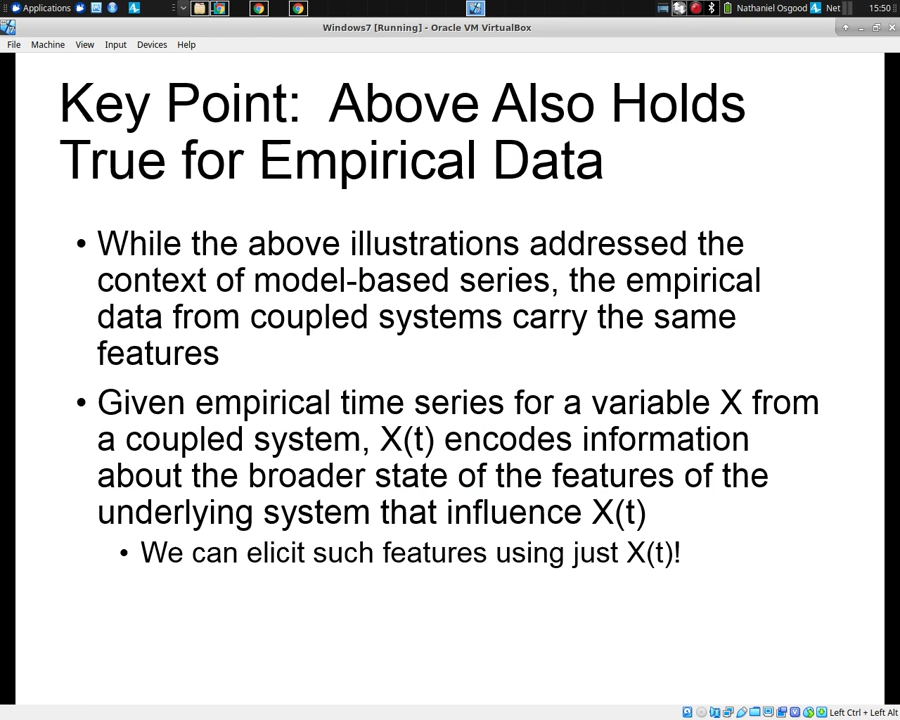 Applications
Nathaniel Osgood
Net
15:50
Windows7 [Running] - Oracle VM VirtualBox
File Machine View Input Devices Help
Key Point: Above Also Holds
True for Empirical Data
• While the above illustrations addressed the
context of model-based series, the empirical
data from coupled systems carry the same
features
• Given empirical time series for a variable X from
a coupled system, X(t) encodes information
about the broader state of the features of the
underlying system that influence X(t)
• We can elicit such features using just X(t)!
Left Ctrl + Left Alt